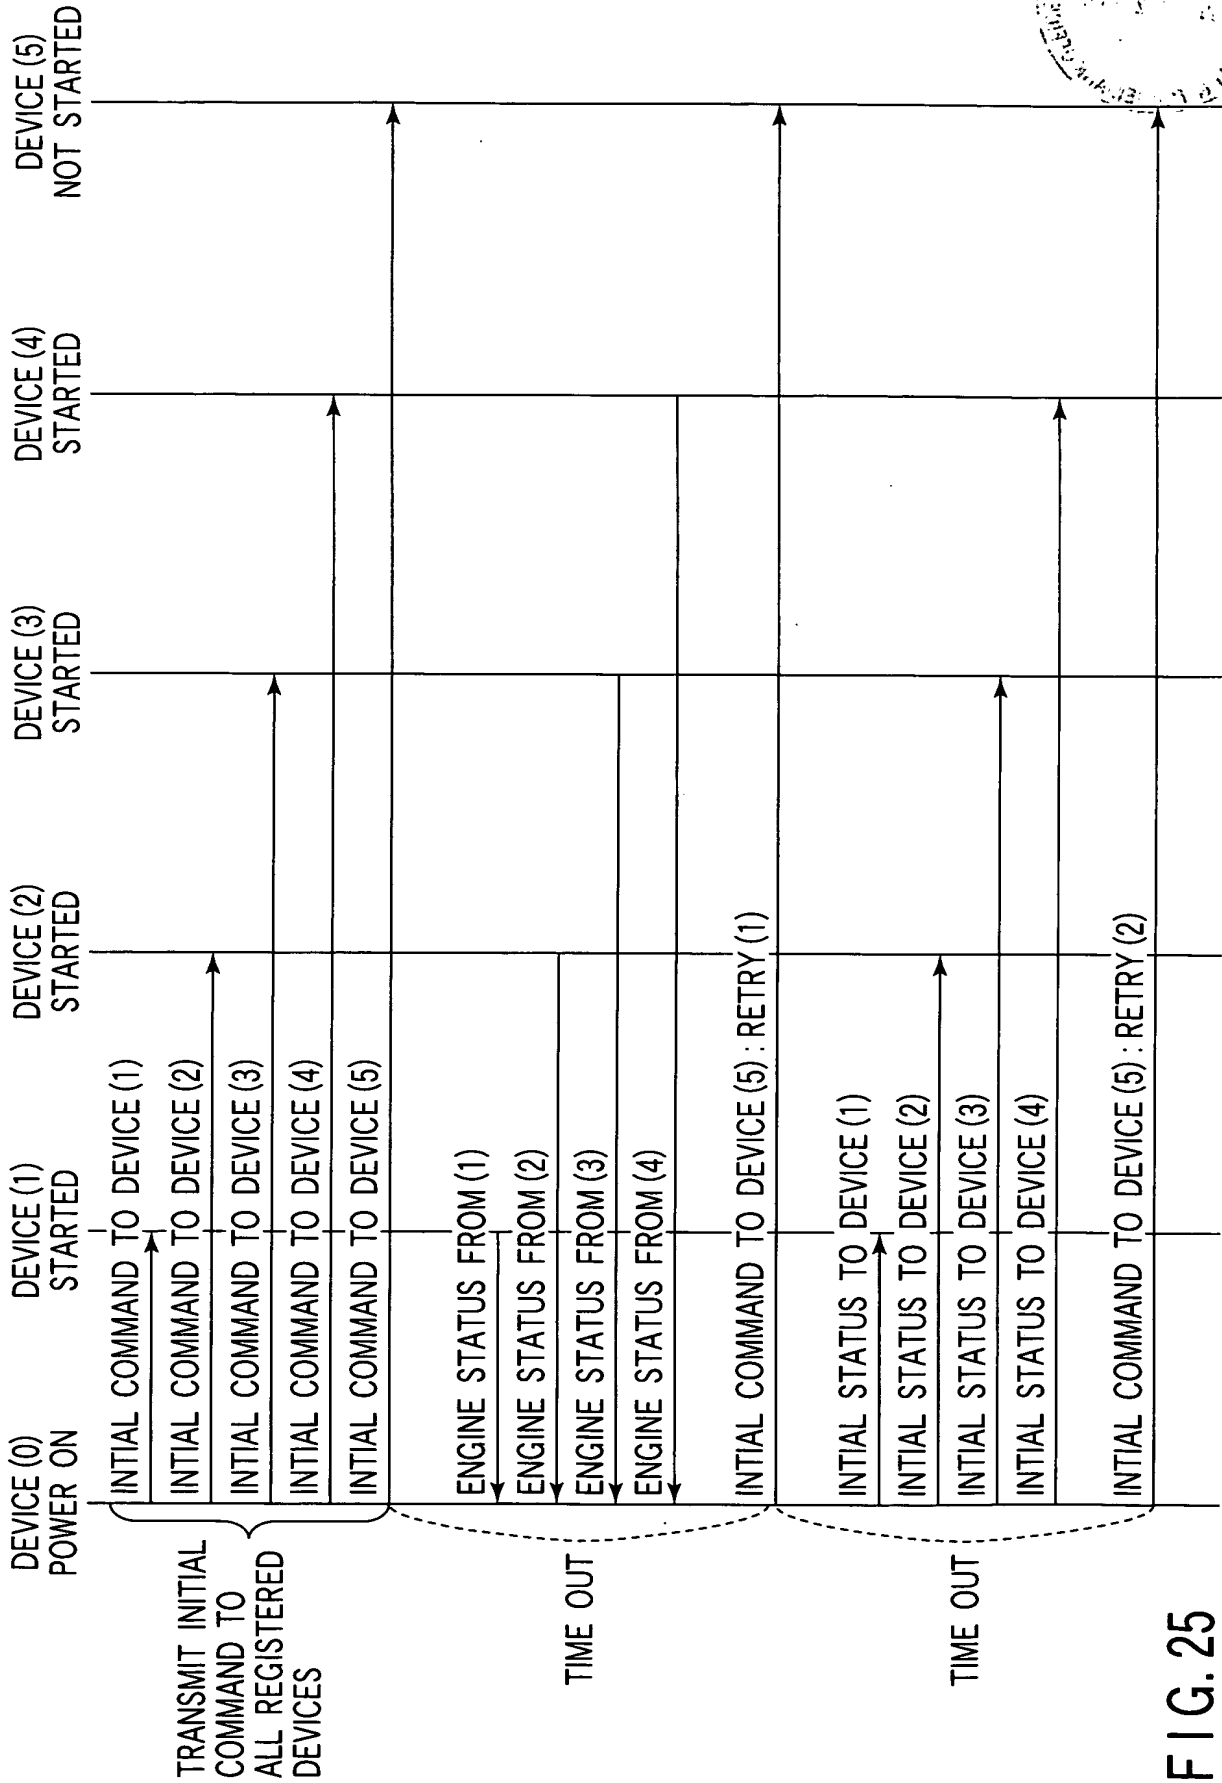 DEVICE (0)
POWER ON
DEVICE (1)
STARTED
DEVICE (2)
STARTED
DEVICE (3)
STARTED
DEVICE (4)
STARTED
DEVICE (5)
NOT STARTED
TRANSMIT INITIAL
COMMAND TO
ALL REGISTERED
DEVICES
INTIAL COMMAND TO DEVICE (1)
INTIAL COMMAND TO DEVICE (2)
INTIAL COMMAND TO DEVICE (3)
INTIAL COMMAND TO DEVICE (4)
INTIAL COMMAND TO DEVICE (5)
TIME OUT
ENGINE STATUS FROM (1)
ENGINE STATUS FROM (2)
ENGINE STATUS FROM (3)
ENGINE STATUS FROM (4)
INTIAL COMMAND TO DEVICE (5) : RETRY (1)
TIME OUT
INTIAL STATUS TO DEVICE (1)
INTIAL STATUS TO DEVICE (2)
INTIAL STATUS TO DEVICE (3)
INTIAL STATUS TO DEVICE (4)
INTIAL COMMAND TO DEVICE (5) : RETRY (2)
FIG. 25